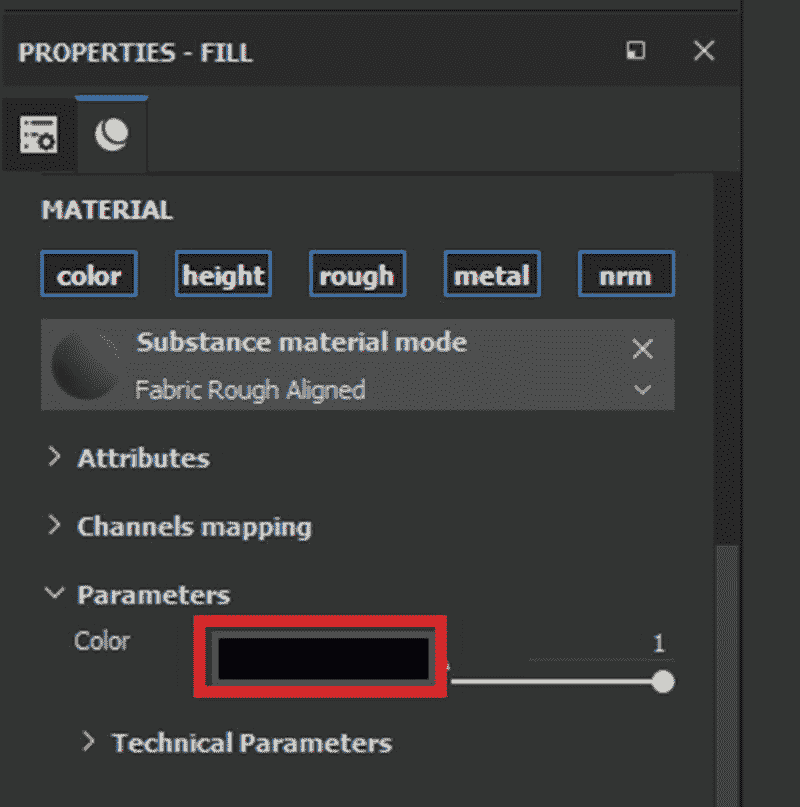 PROPERTIES - FILL
MATERIAL
color height rough metal nrm
Substance material mode
Fabric Rough Aligned
Attributes
Channels mapping
Parameters
Color 1
Technical Parameters